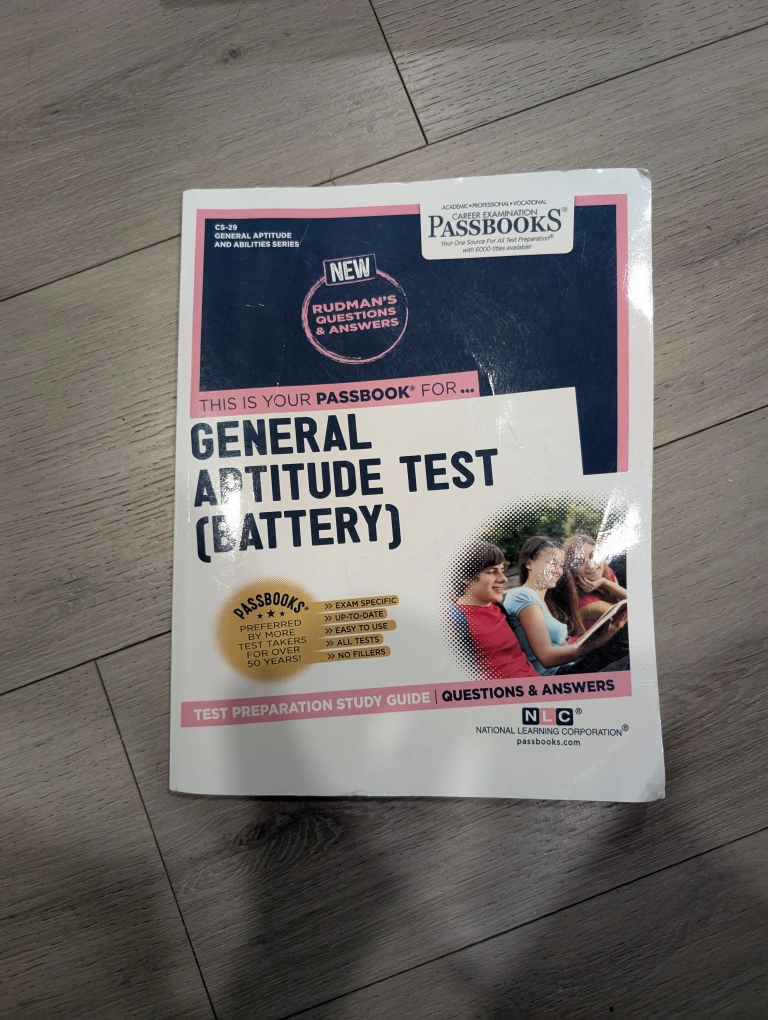 CS-29
GENERAL APTITUDE
AND ABILITIES SERIES
ACADEMIC • PROFESSIONAL • VOCATIONAL
CAREER EXAMINATION
PASSBOOKS®
Your One Source For All Test Preparation®
with 6000 titles available!
NEW
RUDMAN'S
QUESTIONS
& ANSWERS
THIS IS YOUR PASSBOOK® FOR ...
GENERAL
APTITUDE TEST
(BATTERY)
PASSBOOKS®
PREFERRED
BY MORE
TEST TAKERS
FOR OVER
50 YEARS!
>> EXAM SPECIFIC
>> UP-TO-DATE
>> EASY TO USE
>> ALL TESTS
>> NO FILLERS
TEST PREPARATION STUDY GUIDE | QUESTIONS & ANSWERS
NLC®
NATIONAL LEARNING CORPORATION®
passbooks.com